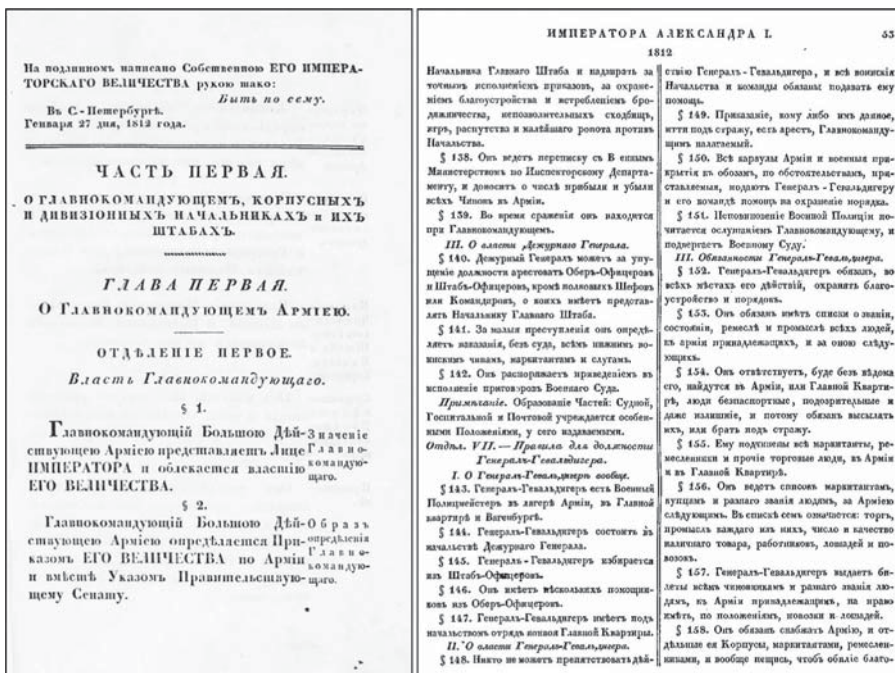 На подлинномъ написано Собственною ЕГО ИМПЕРА-
ТОРСКАГО ВЕЛИЧЕСТВА рукою тако:
Быть по сему.
Въ С.-Петербургѣ.
Генваря 27 дня, 1812 года.
ЧАСТЬ ПЕРВАЯ.
О ГЛАВНОКОМАНДУЮЩЕМЪ, КОРПУСНЫХЪ
И ДИВИЗІОННЫХЪ НАЧАЛЬНИКАХЪ и ИХЪ
ШТАБАХЪ.
ГЛАВА ПЕРВАЯ.
О Главнокомандующемъ Арміею.
ОТДѢЛЕНІЕ ПЕРВОЕ.
Власть Главнокомандующаго.
§ 1.
Главнокомандующій Большою Дѣй-
ствующею Арміею представляетъ Лице
ИМПЕРАТОРА и облекается властію
ЕГО ВЕЛИЧЕСТВА.
Значеніе
Главно-
командую-
щаго.
§ 2.
Главнокомандующій Большою Дѣй-
ствующею Арміею опредѣляется При-
казомъ ЕГО ВЕЛИЧЕСТВА по Арміи
и вмѣстѣ Указомъ Правительствую-
щему Сенату.
Образъ
опредѣленія
Главно-
командую-
щаго.
ИМПЕРАТОРА АЛЕКСАНДРА I. 53
1812
Начальника Главнаго Штаба и надзирать за
точнымъ исполненіемъ приказовъ, за охране-
ніемъ благоустройства и истребленіемъ бро-
дяжничества, непозволительныхъ сходбищъ,
игръ, распутства и малѣйшаго ропота противъ
Начальства.
§ 138. Онъ ведетъ переписку съ Военнымъ
Министерствомъ по Инспекторскому Департа-
менту, и доноситъ о числѣ прибыли и убыли
всѣхъ Чиновъ въ Арміи.
§ 139. Во время сраженія онъ находится
при Главнокомандующемъ.
III. О власти Дежурнаго Генерала.
§ 140. Дежурный Генералъ можетъ за упу-
щеніе должности арестовать Оберъ-Офицеровъ
и Штабъ-Офицеровъ, кромѣ полковыхъ Шефовъ
или Командировъ, о коихъ имѣетъ представ-
лять Начальнику Главнаго Штаба.
§ 141. За малыя преступленія онъ опредѣ-
ляетъ наказанія, безъ суда, всѣмъ нижнимъ во-
инскимъ чинамъ, маркитантамъ и слугамъ.
§ 142. Онъ распоряжаетъ приведеніемъ въ
исполненіе приговоровъ Военнаго Суда.
Примѣчаніе. Образованіе Частей: Судной,
Госпитальной и Почтовой учреждается особен-
ными Положеніями, у сего издаваемыми.
Отдѣл. VII. — Правила для должности
Генералъ-Гевальдигера.
I. О Генералъ-Гевальдигерѣ вообще.
§ 143. Генералъ-Гевальдигеръ есть Военный
Полицмейстеръ въ лагерѣ Арміи, въ Главной
квартирѣ и Вагенбургѣ.
§ 144. Генералъ-Гевальдигеръ состоитъ въ
начальствѣ Дежурнаго Генерала.
§ 145. Генералъ-Гевальдигеръ избирается
изъ Штабъ-Офицеровъ.
§ 146. Онъ имѣетъ нѣсколькихъ помощни-
ковъ изъ Оберъ-Офицеровъ.
§ 147. Генералъ-Гевальдигеръ имѣетъ подъ
начальствомъ отрядъ конвоя Главной Квартиры.
II. О власти Генералъ-Гевальдигера.
§ 148. Никто не можетъ препятствовать дѣй-
ствію Генералъ-Гевальдигера, и всѣ воинскія
Начальства и команды обязаны подавать ему
помощь.
§ 149. Приказаніе, кому либо имъ данное,
итти подъ стражу, есть арестъ, Главнокоманду-
щимъ налагаемый.
§ 150. Всѣ караулы Арміи и военныя при-
крытія къ обозамъ, по обстоятельствамъ, при-
ставляемыя, подаютъ Генералъ-Гевальдигеру
и его командѣ помощь на охраненіе порядка.
§ 151. Неповиновеніе Военной Полиціи по-
читается ослушаніемъ Главнокомандующему, и
подвергаетъ Военному Суду.
III. Обязанности Генералъ-Гевальдигера.
§ 152. Генералъ-Гевальдигеръ обязанъ, во
всѣхъ мѣстахъ его дѣйствій, охранять благо-
устройство и порядокъ.
§ 153. Онъ обязанъ имѣть списки о званіи,
состояніи, ремеслѣ и промыслѣ всѣхъ людей,
къ арміи принадлежащихъ, и за оною слѣду-
ющихъ.
§ 154. Онъ отвѣтствуетъ, буде безъ вѣдома
его, найдутся въ Арміи, или Главной Кварти-
рѣ, люди безпаспортные, подозрительные и
даже излишніе, и потому обязанъ высылать
ихъ, или брать подъ стражу.
§ 155. Ему подчинены всѣ маркитанты, ре-
месленники и прочіе торговые люди, въ Арміи
и въ Главной Квартирѣ.
§ 156. Онъ ведетъ списокъ маркитантамъ,
купцамъ и разнаго званія людямъ, за Арміею
слѣдующимъ. Въ спискѣ семъ означается: торгъ,
промыслъ каждаго изъ нихъ, число и качество
наличнаго товара, работниковъ, лошадей и по-
возокъ.
§ 157. Генералъ-Гевальдигеръ выдаетъ би-
леты всѣмъ чиновникамъ и разнаго званія лю-
дямъ, къ Арміи принадлежащимъ, на право
имѣть, по положеніямъ, повозки и лошадей.
§ 158. Онъ обязанъ снабжать Армію, и от-
дѣльные ея Корпусы, маркитантами, ремеслен-
никами, и вообще пещись, чтобъ обиліе благо-